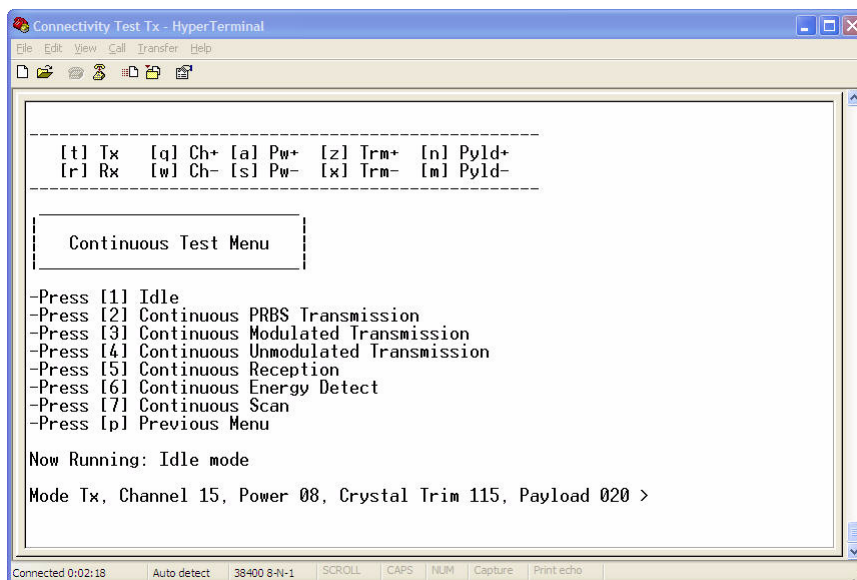 Connectivity Test Tx - HyperTerminal
File Edit View Call Transfer Help
[t] Tx [q] Ch+ [a] Pw+ [z] Trm+ [n] Pyld+
[r] Rx [w] Ch- [s] Pw- [x] Trm- [m] Pyld-
Continuous Test Menu
-Press [1] Idle
-Press [2] Continuous PRBS Transmission
-Press [3] Continuous Modulated Transmission
-Press [4] Continuous Unmodulated Transmission
-Press [5] Continuous Reception
-Press [6] Continuous Energy Detect
-Press [7] Continuous Scan
-Press [p] Previous Menu
Now Running: Idle mode
Mode Tx, Channel 15, Power 08, Crystal Trim 115, Payload 020 >
Connected 0:02:18 Auto detect 38400 8-N-1 SCROLL CAPS NUM Capture Print echo